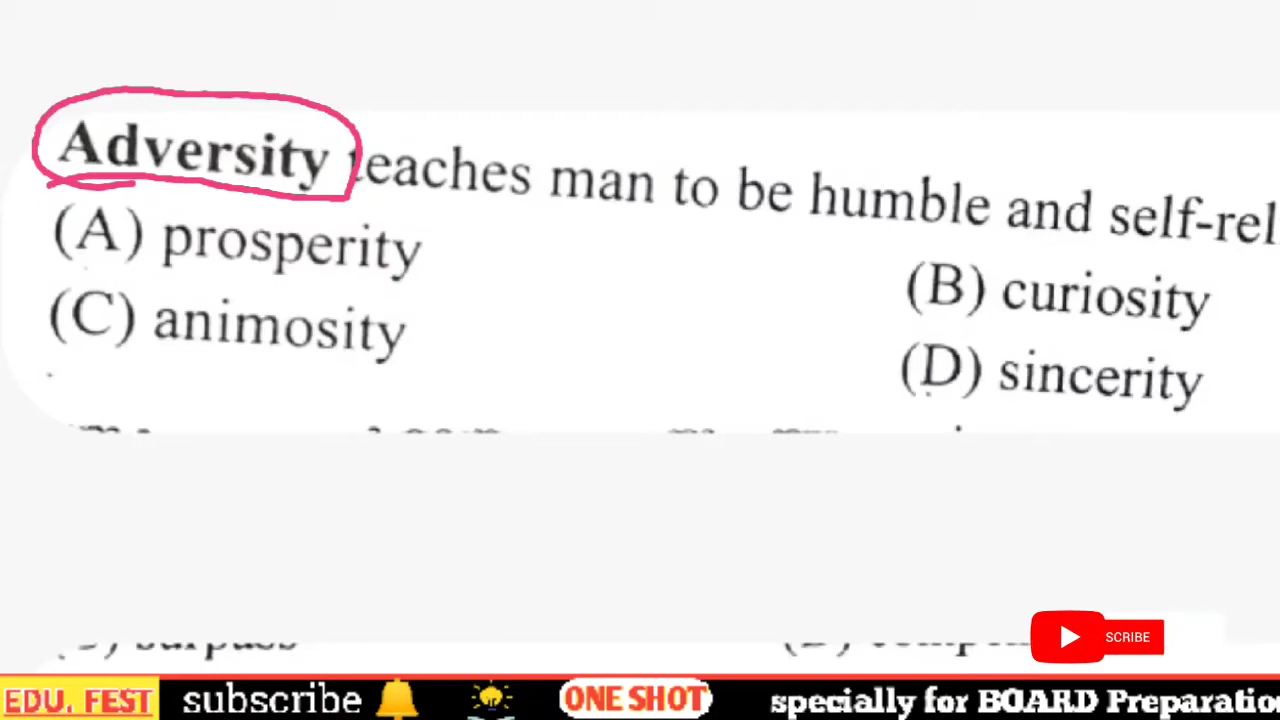 Adversity teaches man to be humble and self-rel
(A) prosperity
(B) curiosity
(C) animosity
(D) sincerity
SCRIBE
EDU. FEST subscribe ONE SHOT specially for BOARD Preparatio